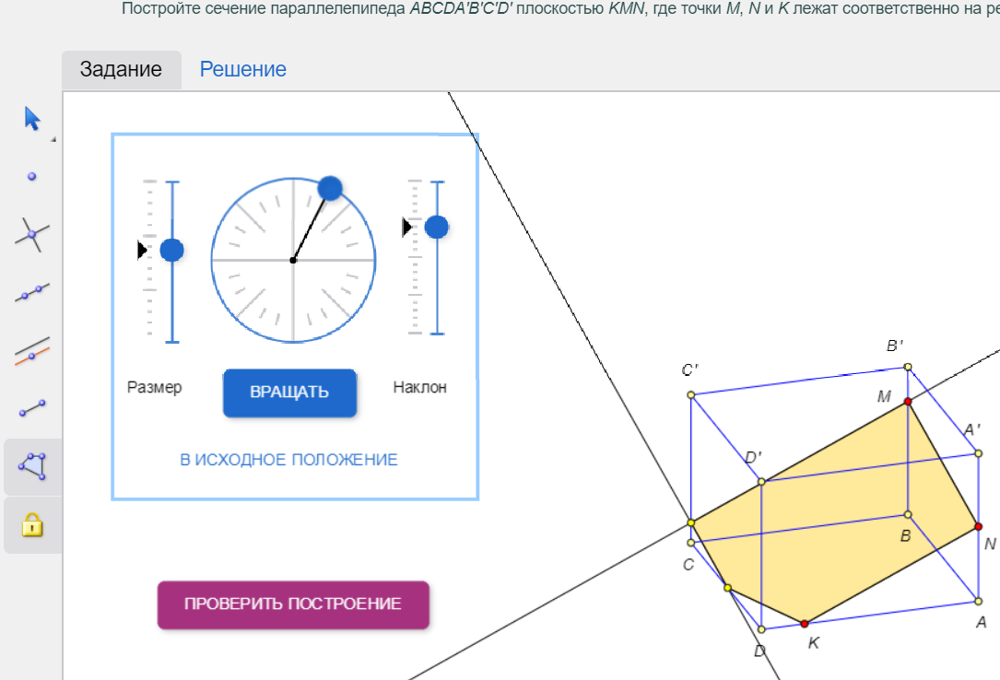 Постройте сечение параллелепипеда ABCDA'B'C'D' плоскостью KMN, где точки M, N и K лежат соответственно на
Задание
Решение
Размер
ВРАЩАТЬ
Наклон
В ИСХОДНОЕ ПОЛОЖЕНИЕ
ПРОВЕРИТЬ ПОСТРОЕНИЕ
B'
C'
M
A'
D'
B
N
C
A
K
D